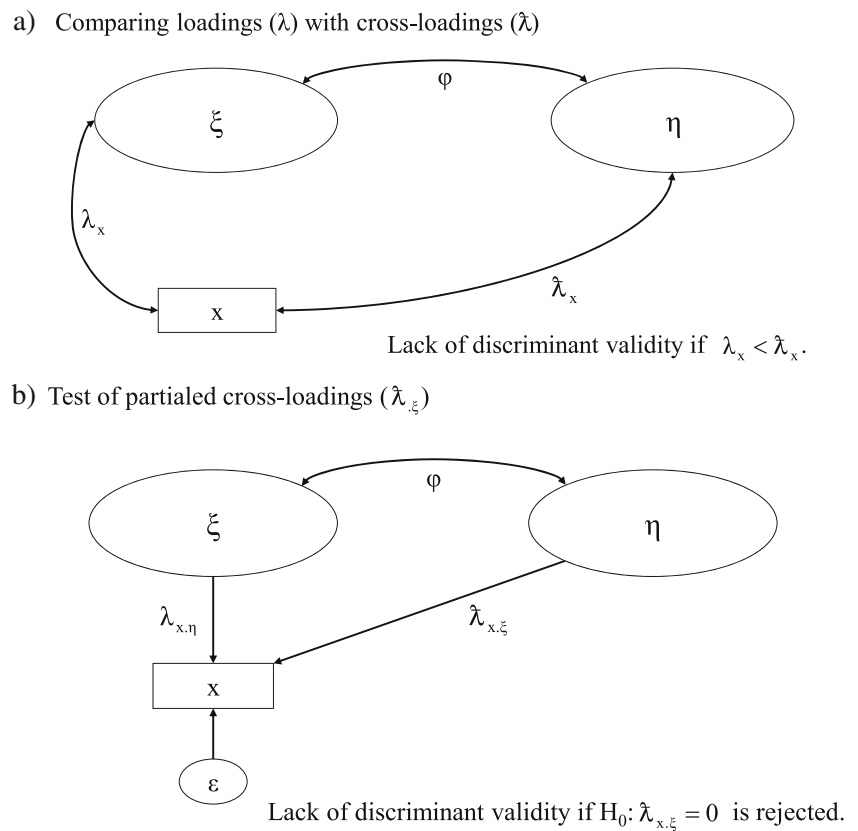 a) Comparing loadings (λ) with cross-loadings (ƛ)
φ
ξ
η
λx
x
ƛx
Lack of discriminant validity if λx < ƛx.
b) Test of partialed cross-loadings (ƛ.ξ)
φ
ξ
η
λx.η
ƛx.ξ
x
ε
Lack of discriminant validity if H0: ƛx.ξ = 0 is rejected.